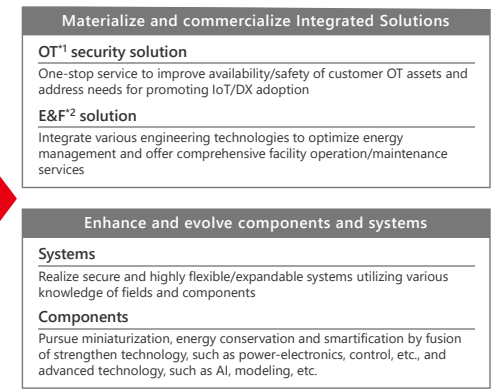 Materialize and commercialize Integrated Solutions
OT*1 security solution
One-stop service to improve availability/safety of customer OT assets and
address needs for promoting IoT/DX adoption
E&F*2 solution
Integrate various engineering technologies to optimize energy
management and offer comprehensive facility operation/maintenance
services
Enhance and evolve components and systems
Systems
Realize secure and highly flexible/expandable systems utilizing various
knowledge of fields and components
Components
Pursue miniaturization, energy conservation and smartification by fusion
of strengthen technology, such as power-electronics, control, etc., and
advanced technology, such as AI, modeling, etc.